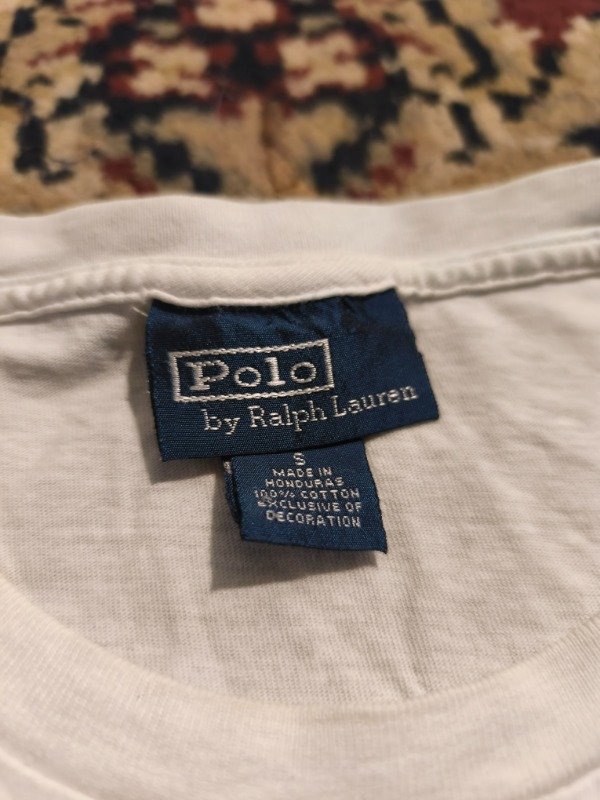 Polo
by Ralph Lauren
S
MADE IN
HONDURAS
100% COTTON
EXCLUSIVE OF
DECORATION